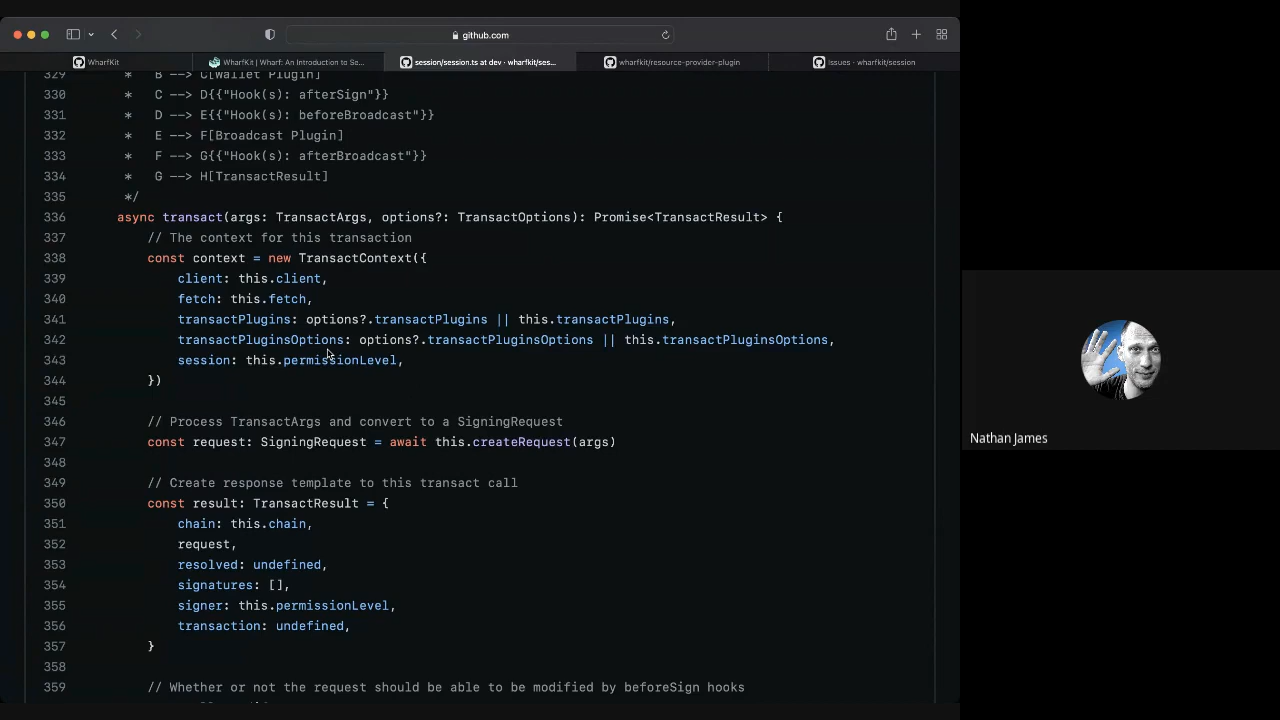 github.com
WharfKit
WharfKit | Wharf: An Introduction to Se...
session/session.ts at dev · wharfkit/ses...
wharfkit/resource-provider-plugin
Issues · wharfkit/session
329 * B --> C[Wallet Plugin]
330 * C --> D{{"Hook(s): afterSign"}}
331 * D --> E{{"Hook(s): beforeBroadcast"}}
332 * E --> F[Broadcast Plugin]
333 * F --> G{{"Hook(s): afterBroadcast"}}
334 * G --> H[TransactResult]
335 */
336 async transact(args: TransactArgs, options?: TransactOptions): Promise<TransactResult> {
337 // The context for this transaction
338 const context = new TransactContext({
339 client: this.client,
340 fetch: this.fetch,
341 transactPlugins: options?.transactPlugins || this.transactPlugins,
342 transactPluginsOptions: options?.transactPluginsOptions || this.transactPluginsOptions,
343 session: this.permissionLevel,
344 })
345
346 // Process TransactArgs and convert to a SigningRequest
347 const request: SigningRequest = await this.createRequest(args)
348
349 // Create response template to this transact call
350 const result: TransactResult = {
351 chain: this.chain,
352 request,
353 resolved: undefined,
354 signatures: [],
355 signer: this.permissionLevel,
356 transaction: undefined,
357 }
358
359 // Whether or not the request should be able to be modified by beforeSign hooks
Nathan James